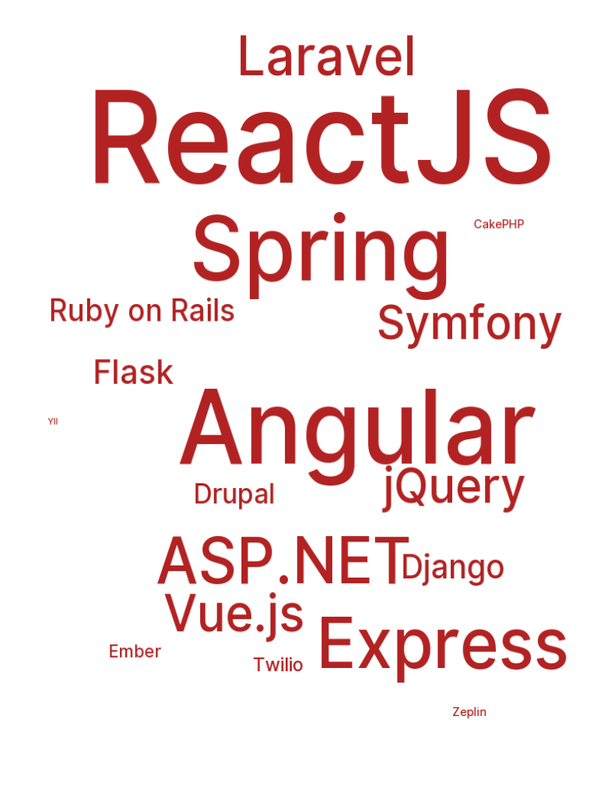 Laravel
ReactJS
Spring
CakePHP
Ruby on Rails
Symfony
Flask
Angular
YII
jQuery
Drupal
ASP.NET
Django
Vue.js
Express
Ember
Twilio
Zeplin